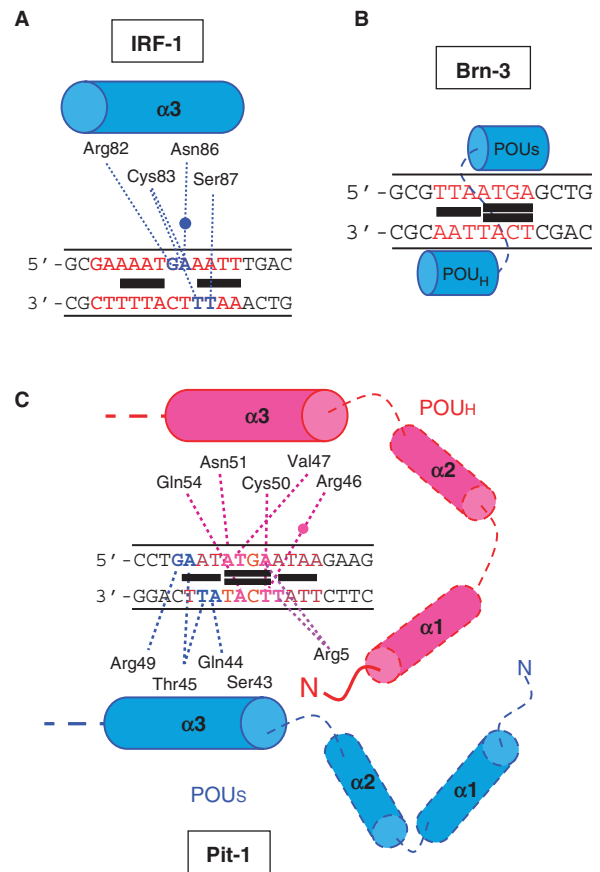 A
IRF-1
α3
Arg82
Asn86
Cys83
Ser87
5′-GCGAAAATGAAATTTGAC
3′-CGCTTTTACTTTAAACTG
B
Brn-3
POUs
5′-GCGTTAATGAGCTG
3′-CGCAATTACTCGAC
POUH
C
α3
POUH
α2
Asn51
Val47
Gln54
Cys50
Arg46
5′-CCTGAATATGAATAAGAAG
3′-GGACTTATACTTATTCTTC
Arg49
Gln44
Arg5
Thr45
Ser43
α1
N
N
α3
α2
α1
POUs
Pit-1